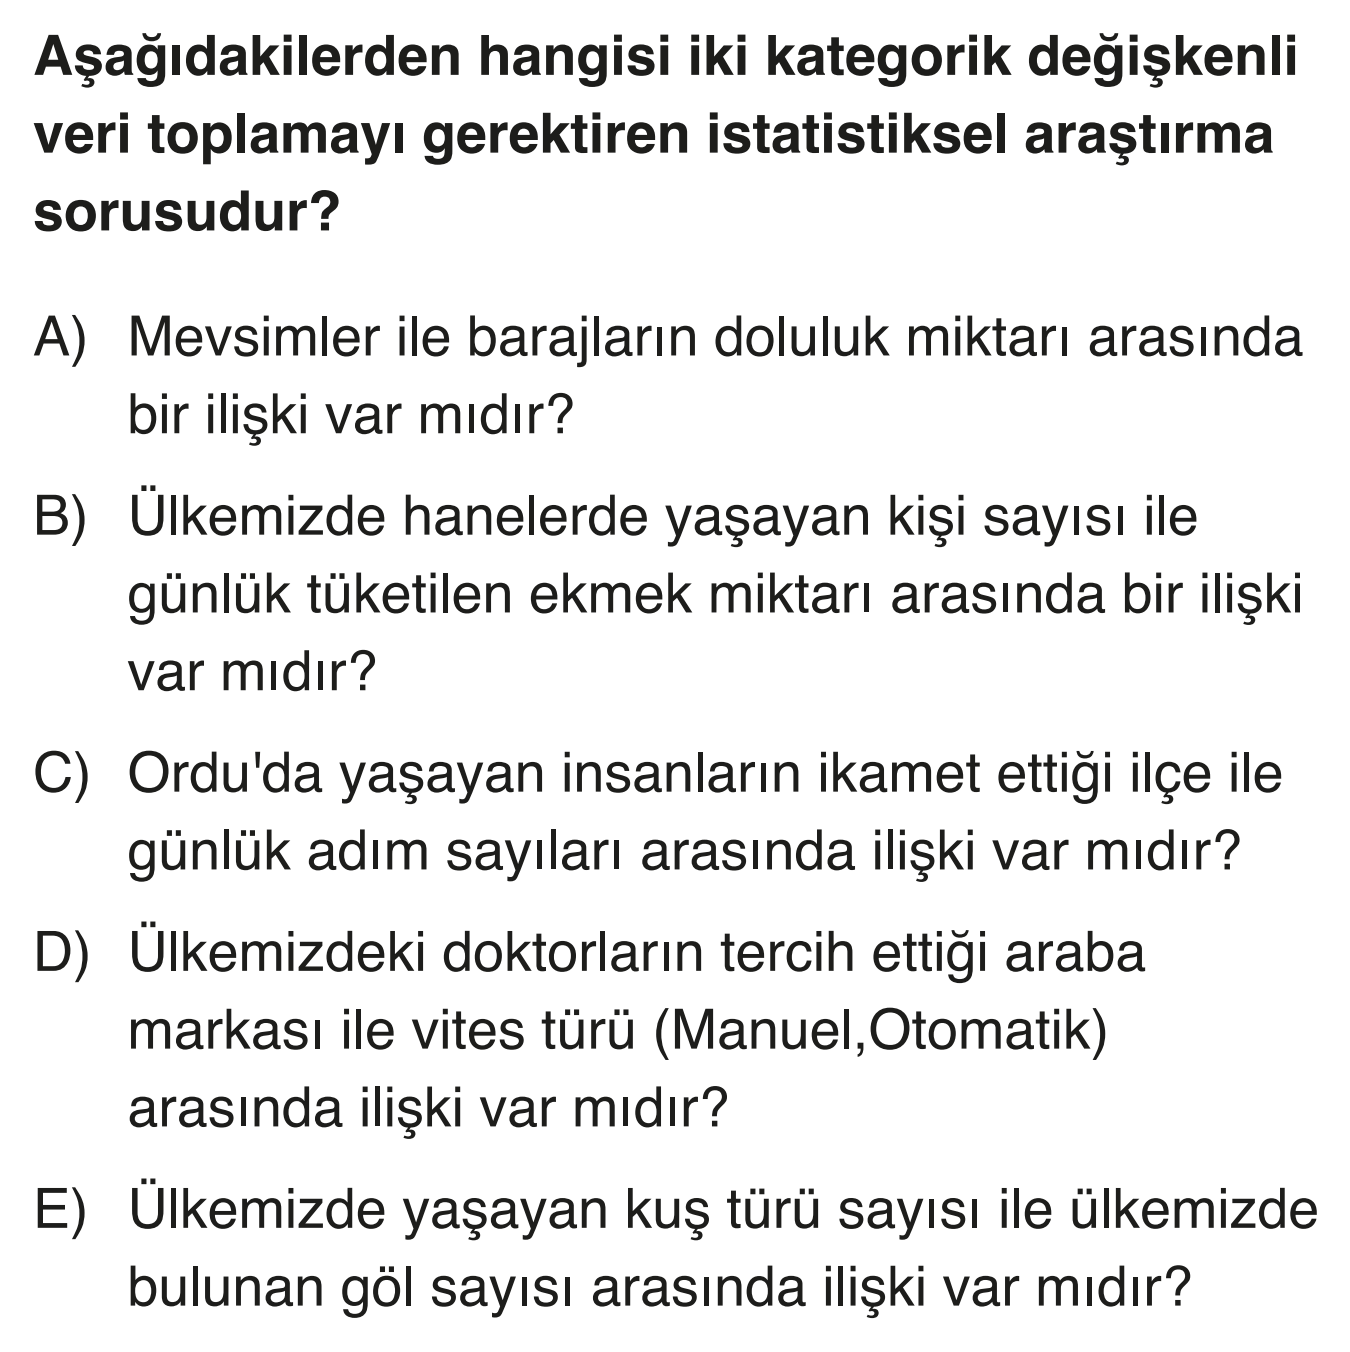 Aşağıdakilerden hangisi iki kategorik değişkenli
veri toplamayı gerektiren istatistiksel araştırma
sorusudur?
A) Mevsimler ile barajların doluluk miktarı arasında
bir ilişki var mıdır?
B) Ülkemizde hanelerde yaşayan kişi sayısı ile
günlük tüketilen ekmek miktarı arasında bir ilişki
var mıdır?
C) Ordu'da yaşayan insanların ikamet ettiği ilçe ile
günlük adım sayıları arasında ilişki var mıdır?
D) Ülkemizdeki doktorların tercih ettiği araba
markası ile vites türü (Manuel,Otomatik)
arasında ilişki var mıdır?
E) Ülkemizde yaşayan kuş türü sayısı ile ülkemizde
bulunan göl sayısı arasında ilişki var mıdır?